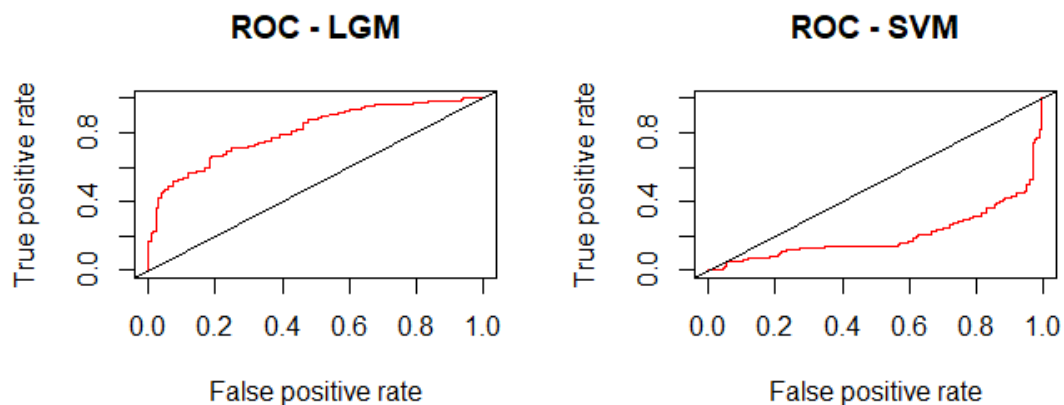 ROC - LGM
True positive rate
0.8
0.4
0.0
0.0 0.2 0.4 0.6 0.8 1.0
False positive rate
ROC - SVM
True positive rate
0.8
0.4
0.0
0.0 0.2 0.4 0.6 0.8 1.0
False positive rate